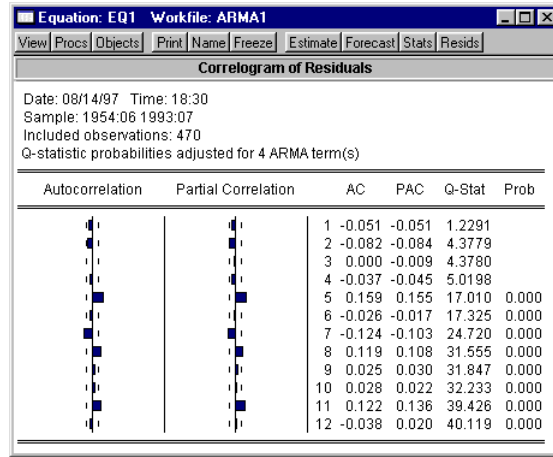 Equation: EQ1 Workfile: ARMA1
View Procs Objects Print Name Freeze Estimate Forecast Stats Resids
Correlogram of Residuals
Date: 08/14/97 Time: 18:30
Sample: 1954:06 1993:07
Included observations: 470
Q-statistic probabilities adjusted for 4 ARMA term(s)
Autocorrelation Partial Correlation AC PAC Q-Stat Prob
1 -0.051 -0.051 1.2291
2 -0.082 -0.084 4.3779
3 0.000 -0.009 4.3780
4 -0.037 -0.045 5.0198
5 0.159 0.155 17.010 0.000
6 -0.026 -0.017 17.325 0.000
7 -0.124 -0.103 24.720 0.000
8 0.119 0.108 31.555 0.000
9 0.025 0.030 31.847 0.000
10 0.028 0.022 32.233 0.000
11 0.122 0.136 39.426 0.000
12 -0.038 0.020 40.119 0.000